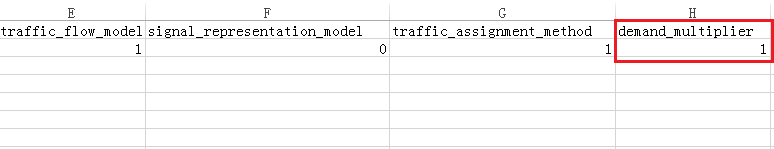 E F G H
traffic_flow_model signal_representation_model traffic_assignment_method demand_multiplier
1 0 1 1